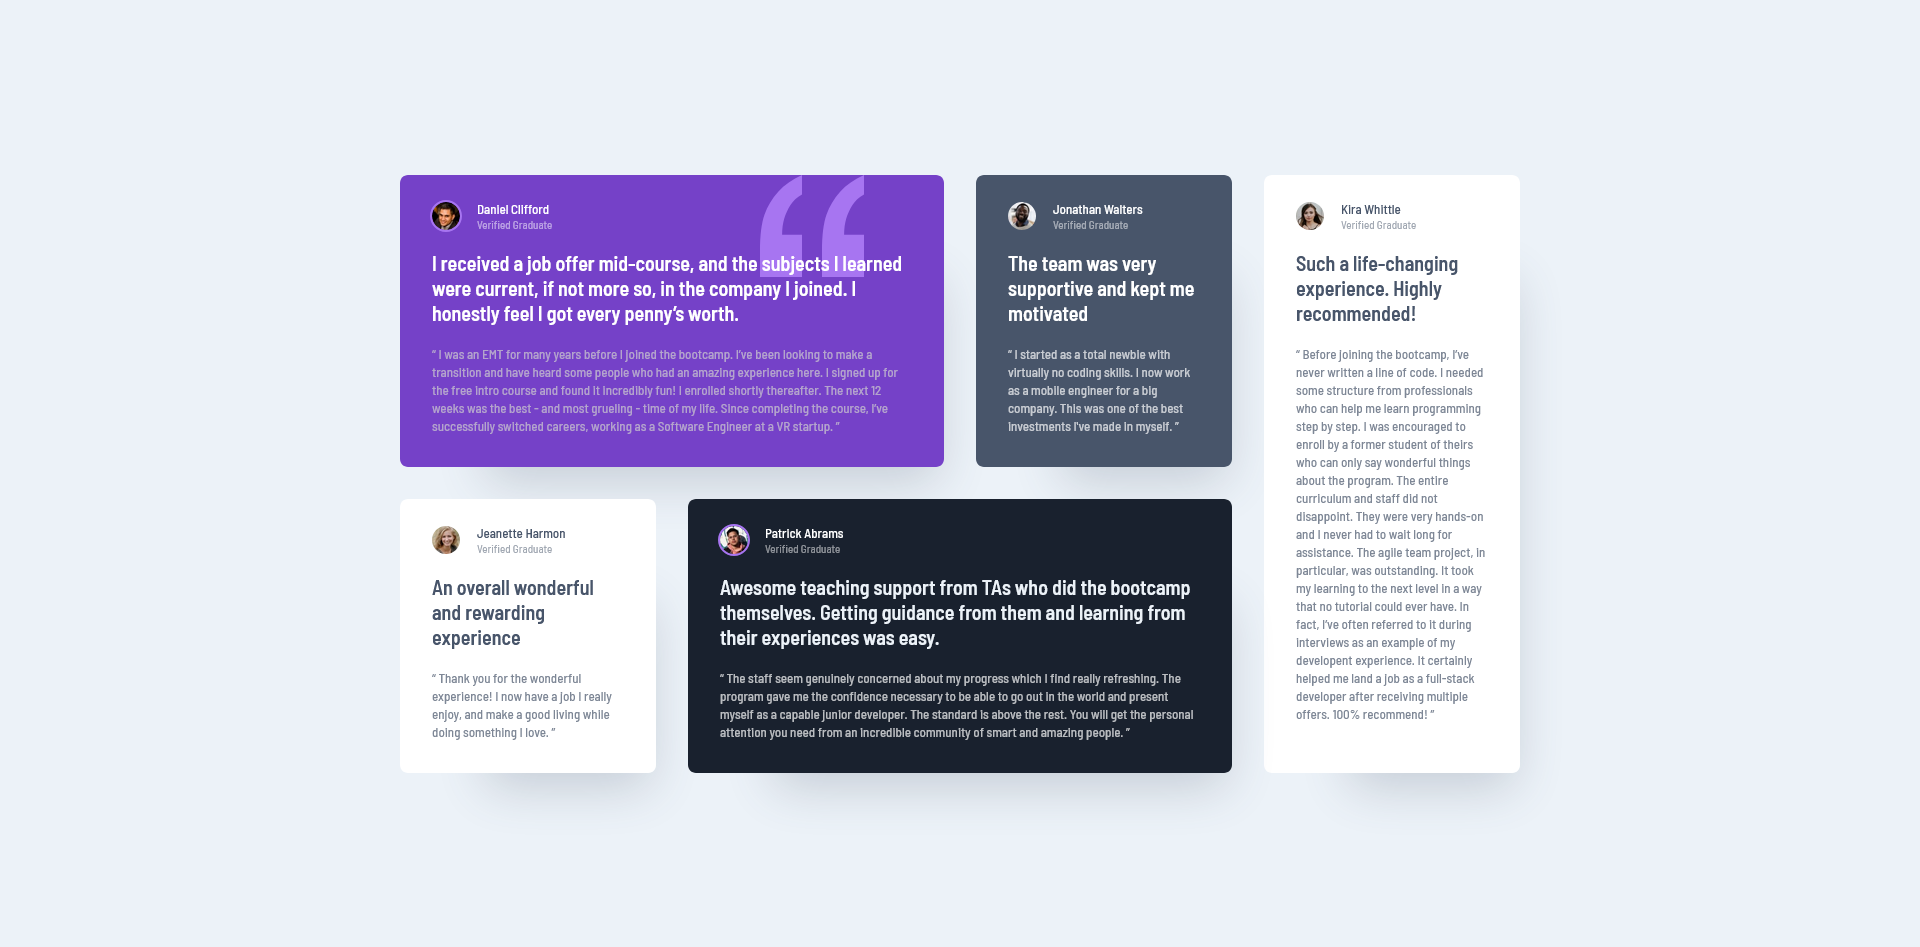 Daniel Clifford
Verified Graduate
I received a job offer mid-course, and the subjects I learned
were current, if not more so, in the company I joined. I
honestly feel I got every penny’s worth.
“ I was an EMT for many years before I joined the bootcamp. I’ve been looking to make a
transition and have heard some people who had an amazing experience here. I signed up for
the free intro course and found it incredibly fun! I enrolled shortly thereafter. The next 12
weeks was the best - and most grueling - time of my life. Since completing the course, I’ve
successfully switched careers, working as a Software Engineer at a VR startup. ”
Jonathan Walters
Verified Graduate
The team was very
supportive and kept me
motivated
“ I started as a total newbie with
virtually no coding skills. I now work
as a mobile engineer for a big
company. This was one of the best
investments I've made in myself. ”
Kira Whittle
Verified Graduate
Such a life-changing
experience. Highly
recommended!
“ Before joining the bootcamp, I’ve
never written a line of code. I needed
some structure from professionals
who can help me learn programming
step by step. I was encouraged to
enroll by a former student of theirs
who can only say wonderful things
about the program. The entire
curriculum and staff did not
disappoint. They were very hands-on
and I never had to wait long for
assistance. The agile team project, in
particular, was outstanding. It took
my learning to the next level in a way
that no tutorial could ever have. In
fact, I’ve often referred to it during
interviews as an example of my
developent experience. It certainly
helped me land a job as a full-stack
developer after receiving multiple
offers. 100% recommend! ”
Jeanette Harmon
Verified Graduate
An overall wonderful
and rewarding
experience
“ Thank you for the wonderful
experience! I now have a job I really
enjoy, and make a good living while
doing something I love. ”
Patrick Abrams
Verified Graduate
Awesome teaching support from TAs who did the bootcamp
themselves. Getting guidance from them and learning from
their experiences was easy.
“ The staff seem genuinely concerned about my progress which I find really refreshing. The
program gave me the confidence necessary to be able to go out in the world and present
myself as a capable junior developer. The standard is above the rest. You will get the personal
attention you need from an incredible community of smart and amazing people. ”